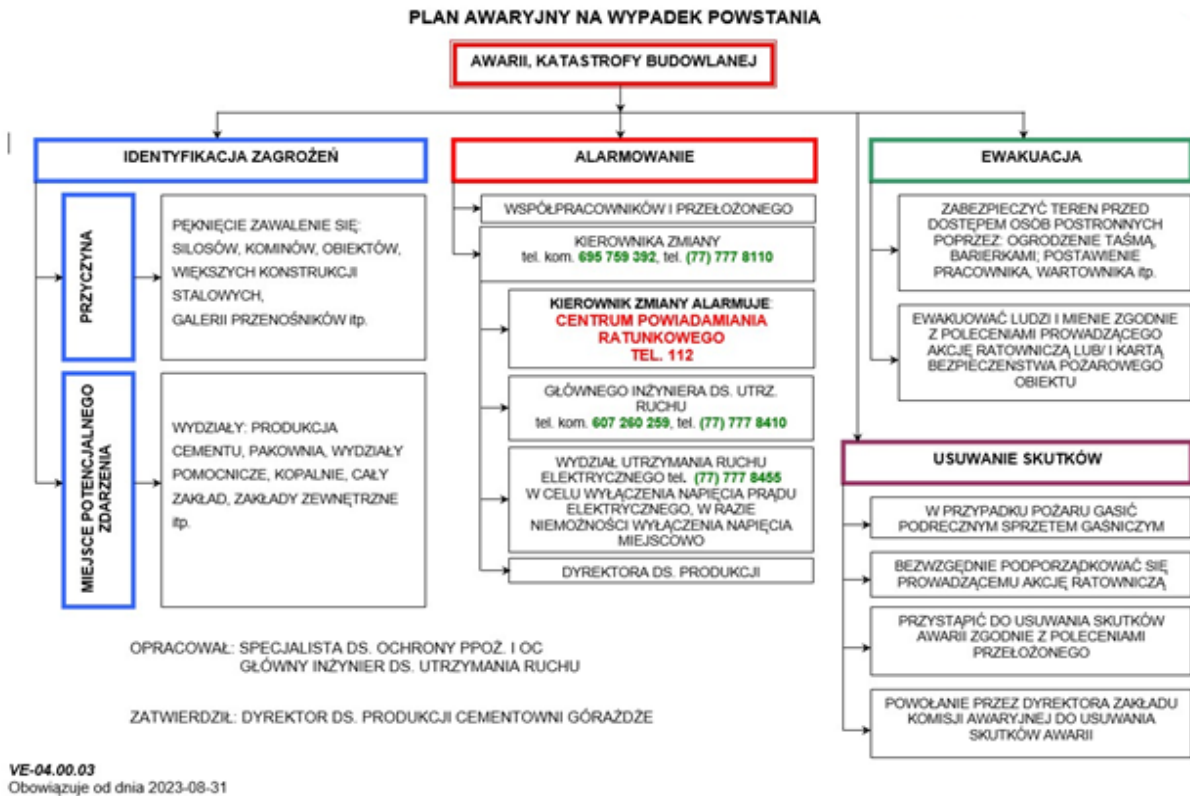 PLAN AWARYJNY NA WYPADEK POWSTANIA
AWARII, KATASTROFY BUDOWLANEJ
IDENTYFIKACJA ZAGROŻEŃ
PRZYCZYNA
PĘKNIĘCIE ZAWALENIE SIĘ:
SILOSÓW, KOMINÓW, OBIEKTÓW,
WIĘKSZYCH KONSTRUKCJI
STALOWYCH,
GALERII PRZENOŚNIKÓW itp.
MIEJSCE POTENCJALNEGO
ZDARZENIA
WYDZIAŁY: PRODUKCJA
CEMENTU, PAKOWNIA, WYDZIAŁY
POMOCNICZE, KOPALNIE, CAŁY
ZAKŁAD, ZAKŁADY ZEWNĘTRZNE
itp.
ALARMOWANIE
WSPÓŁPRACOWNIKÓW I PRZEŁOŻONEGO
KIEROWNIKA ZMIANY
tel. kom. 695 759 392, tel. (77) 777 8110
KIEROWNIK ZMIANY ALARMUJE:
CENTRUM POWIADAMIANIA
RATUNKOWEGO
TEL. 112
GŁÓWNEGO INŻYNIERA DS. UTRZ.
RUCHU
tel. kom. 607 260 259, tel. (77) 777 8410
WYDZIAŁ UTRZYMANIA RUCHU
ELEKTRYCZNEGO tel. (77) 777 8455
W CELU WYŁĄCZENIA NAPIĘCIA PRĄDU
ELEKTRYCZNEGO, W RAZIE
NIEMOŻNOŚCI WYŁĄCZENIA NAPIĘCIA
MIEJSCOWO
DYREKTORA DS. PRODUKCJI
EWAKUACJA
ZABEZPIECZYĆ TEREN PRZED
DOSTĘPEM OSÓB POSTRONNYCH
POPRZEZ: OGRODZENIE TAŚMĄ,
BARIERKAMI; POSTAWIENIE
PRACOWNIKA, WARTOWNIKA itp.
EWAKUOWAĆ LUDZI I MIENIE ZGODNIE
Z POLECENIAMI PROWADZĄCEGO
AKCJĘ RATOWNICZĄ LUB/ I KARTĄ
BEZPIECZEŃSTWA POŻAROWEGO
OBIEKTU
USUWANIE SKUTKÓW
W PRZYPADKU POŻARU GASIĆ
PODRĘCZNYM SPRZĘTEM GAŚNICZYM
BEZWZGĘDNIE PODPORZĄDKOWAĆ SIĘ
PROWADZĄCEMU AKCJĘ RATOWNICZĄ
PRZYSTĄPIĆ DO USUWANIA SKUTKÓW
AWARII ZGODNIE Z POLECENIAMI
PRZEŁOŻONEGO
POWOŁANIE PRZEZ DYREKTORA ZAKŁADU
KOMISJI AWARYJNEJ DO USUWANIA
SKUTKÓW AWARII
OPRACOWAŁ: SPECJALISTA DS. OCHRONY PPOŻ. I OC
GŁÓWNY INŻYNIER DS. UTRZYMANIA RUCHU
ZATWIERDZIŁ: DYREKTOR DS. PRODUKCJI CEMENTOWNI GÓRAŻDŻE
VE-04.00.03
Obowiązuje od dnia 2023-08-31